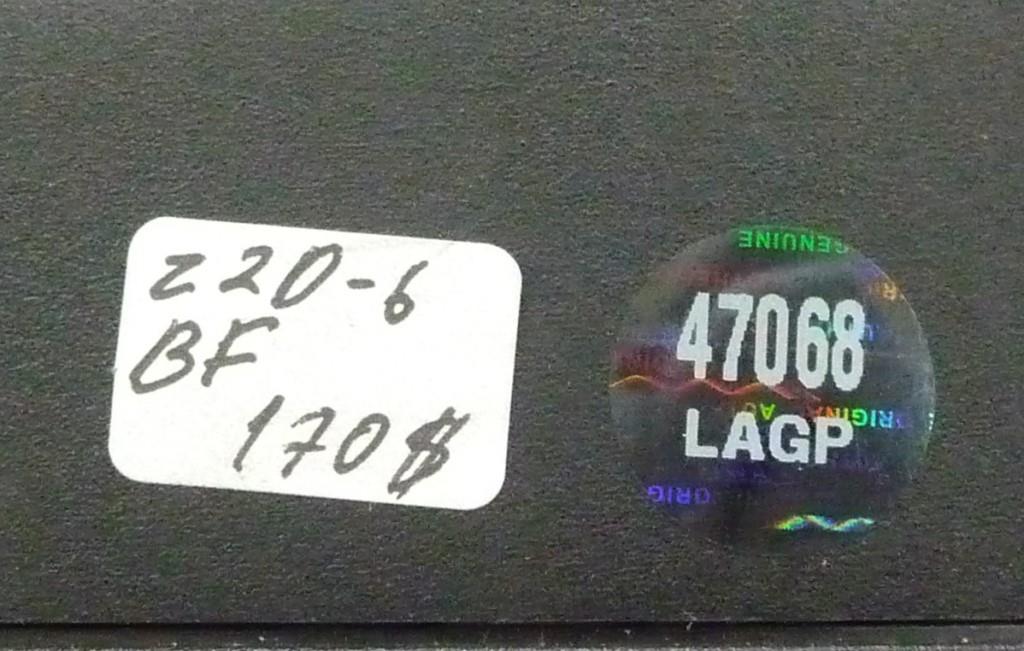 z20-6
BF
170$
GENUINE
47068
ORIGINAL
LAGP
ORIG